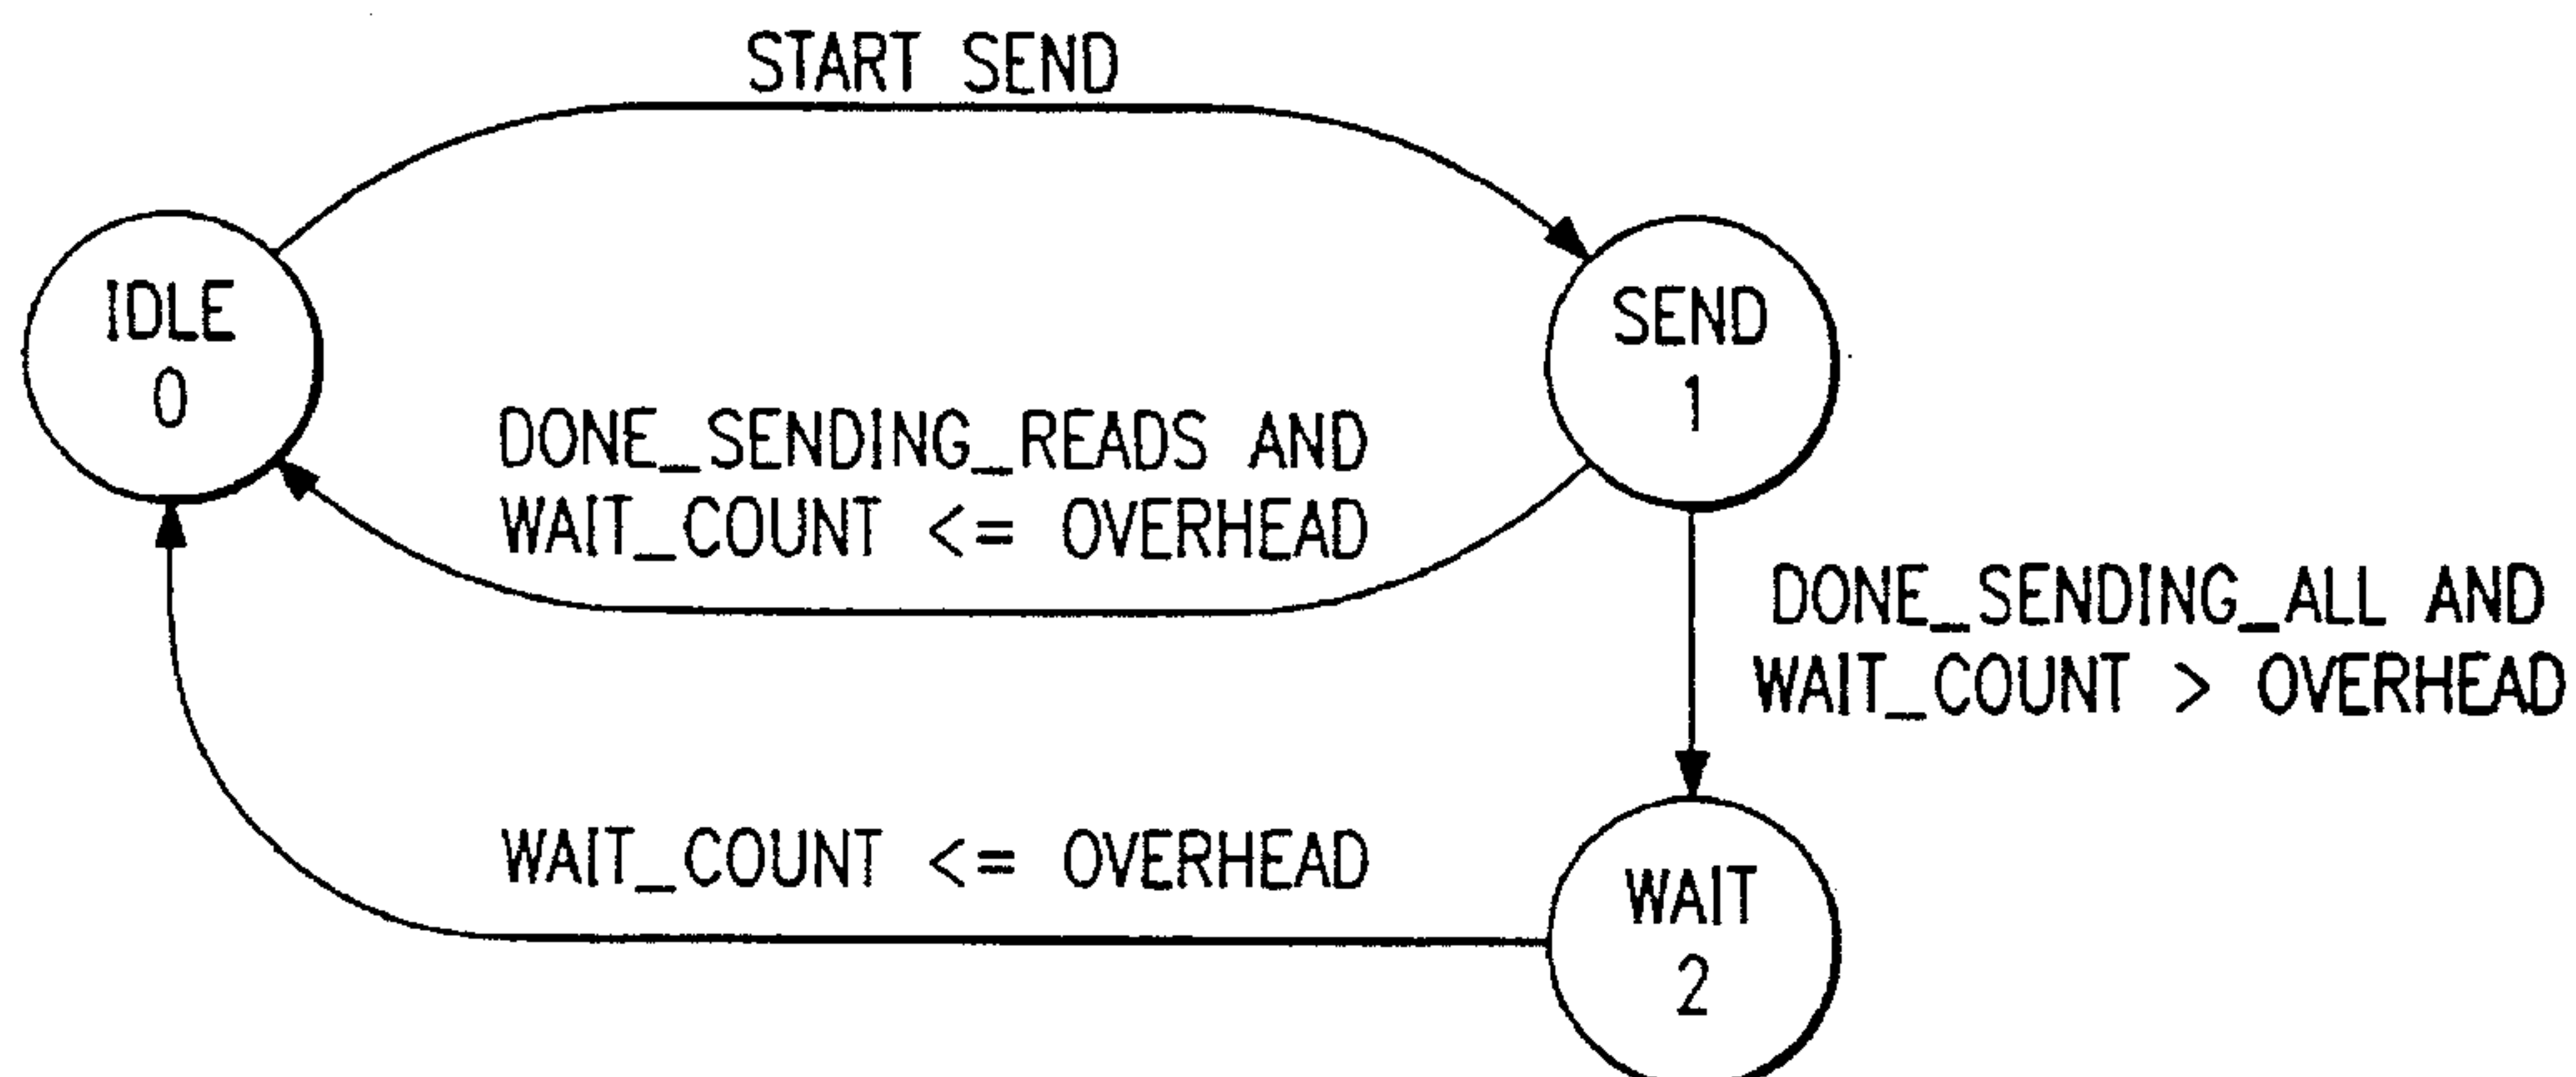 START SEND
IDLE
0
SEND
1
DONE_SENDING_READS AND
WAIT_COUNT <= OVERHEAD
DONE_SENDING_ALL AND
WAIT_COUNT > OVERHEAD
WAIT_COUNT <= OVERHEAD
WAIT
2